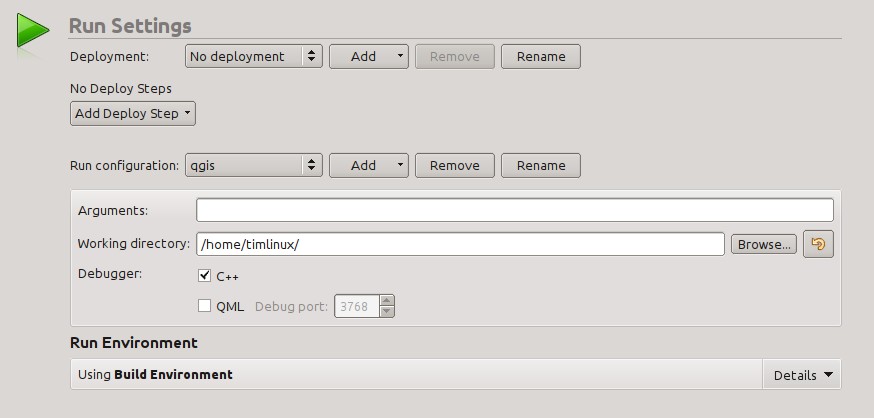 Run Settings
Deployment: No deployment Add Remove Rename
No Deploy Steps
Add Deploy Step
Run configuration: qgis Add Remove Rename
Arguments:
Working directory: /home/timlinux/ Browse...
Debugger: C++
QML Debug port: 3768
Run Environment
Using Build Environment Details